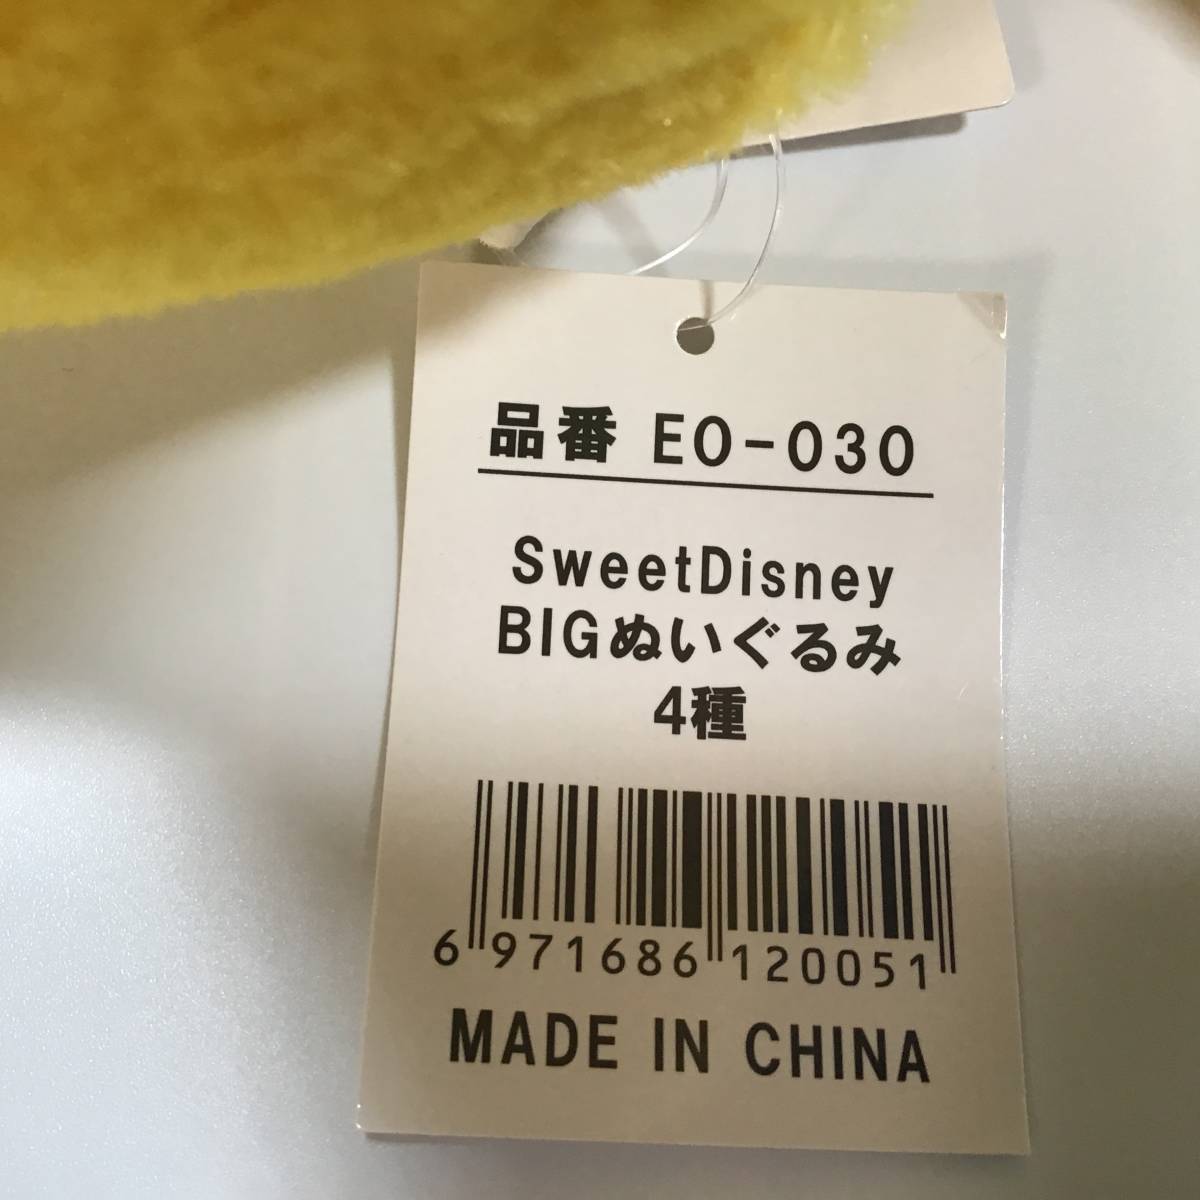 品番 EO-030
SweetDisney
BIGぬいぐるみ
4種
6 971686 120051
MADE IN CHINA